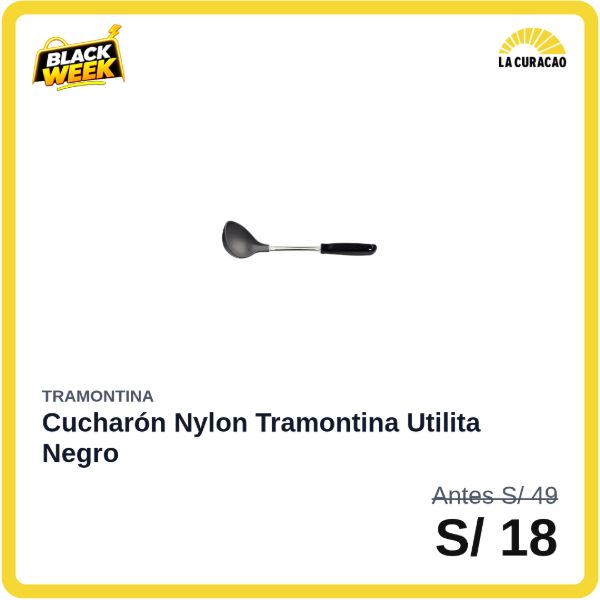 BLACK
WEEK
LA CURACAO
TRAMONTINA
Cucharón Nylon Tramontina Utilita
Negro
Antes S/ 49
S/ 18